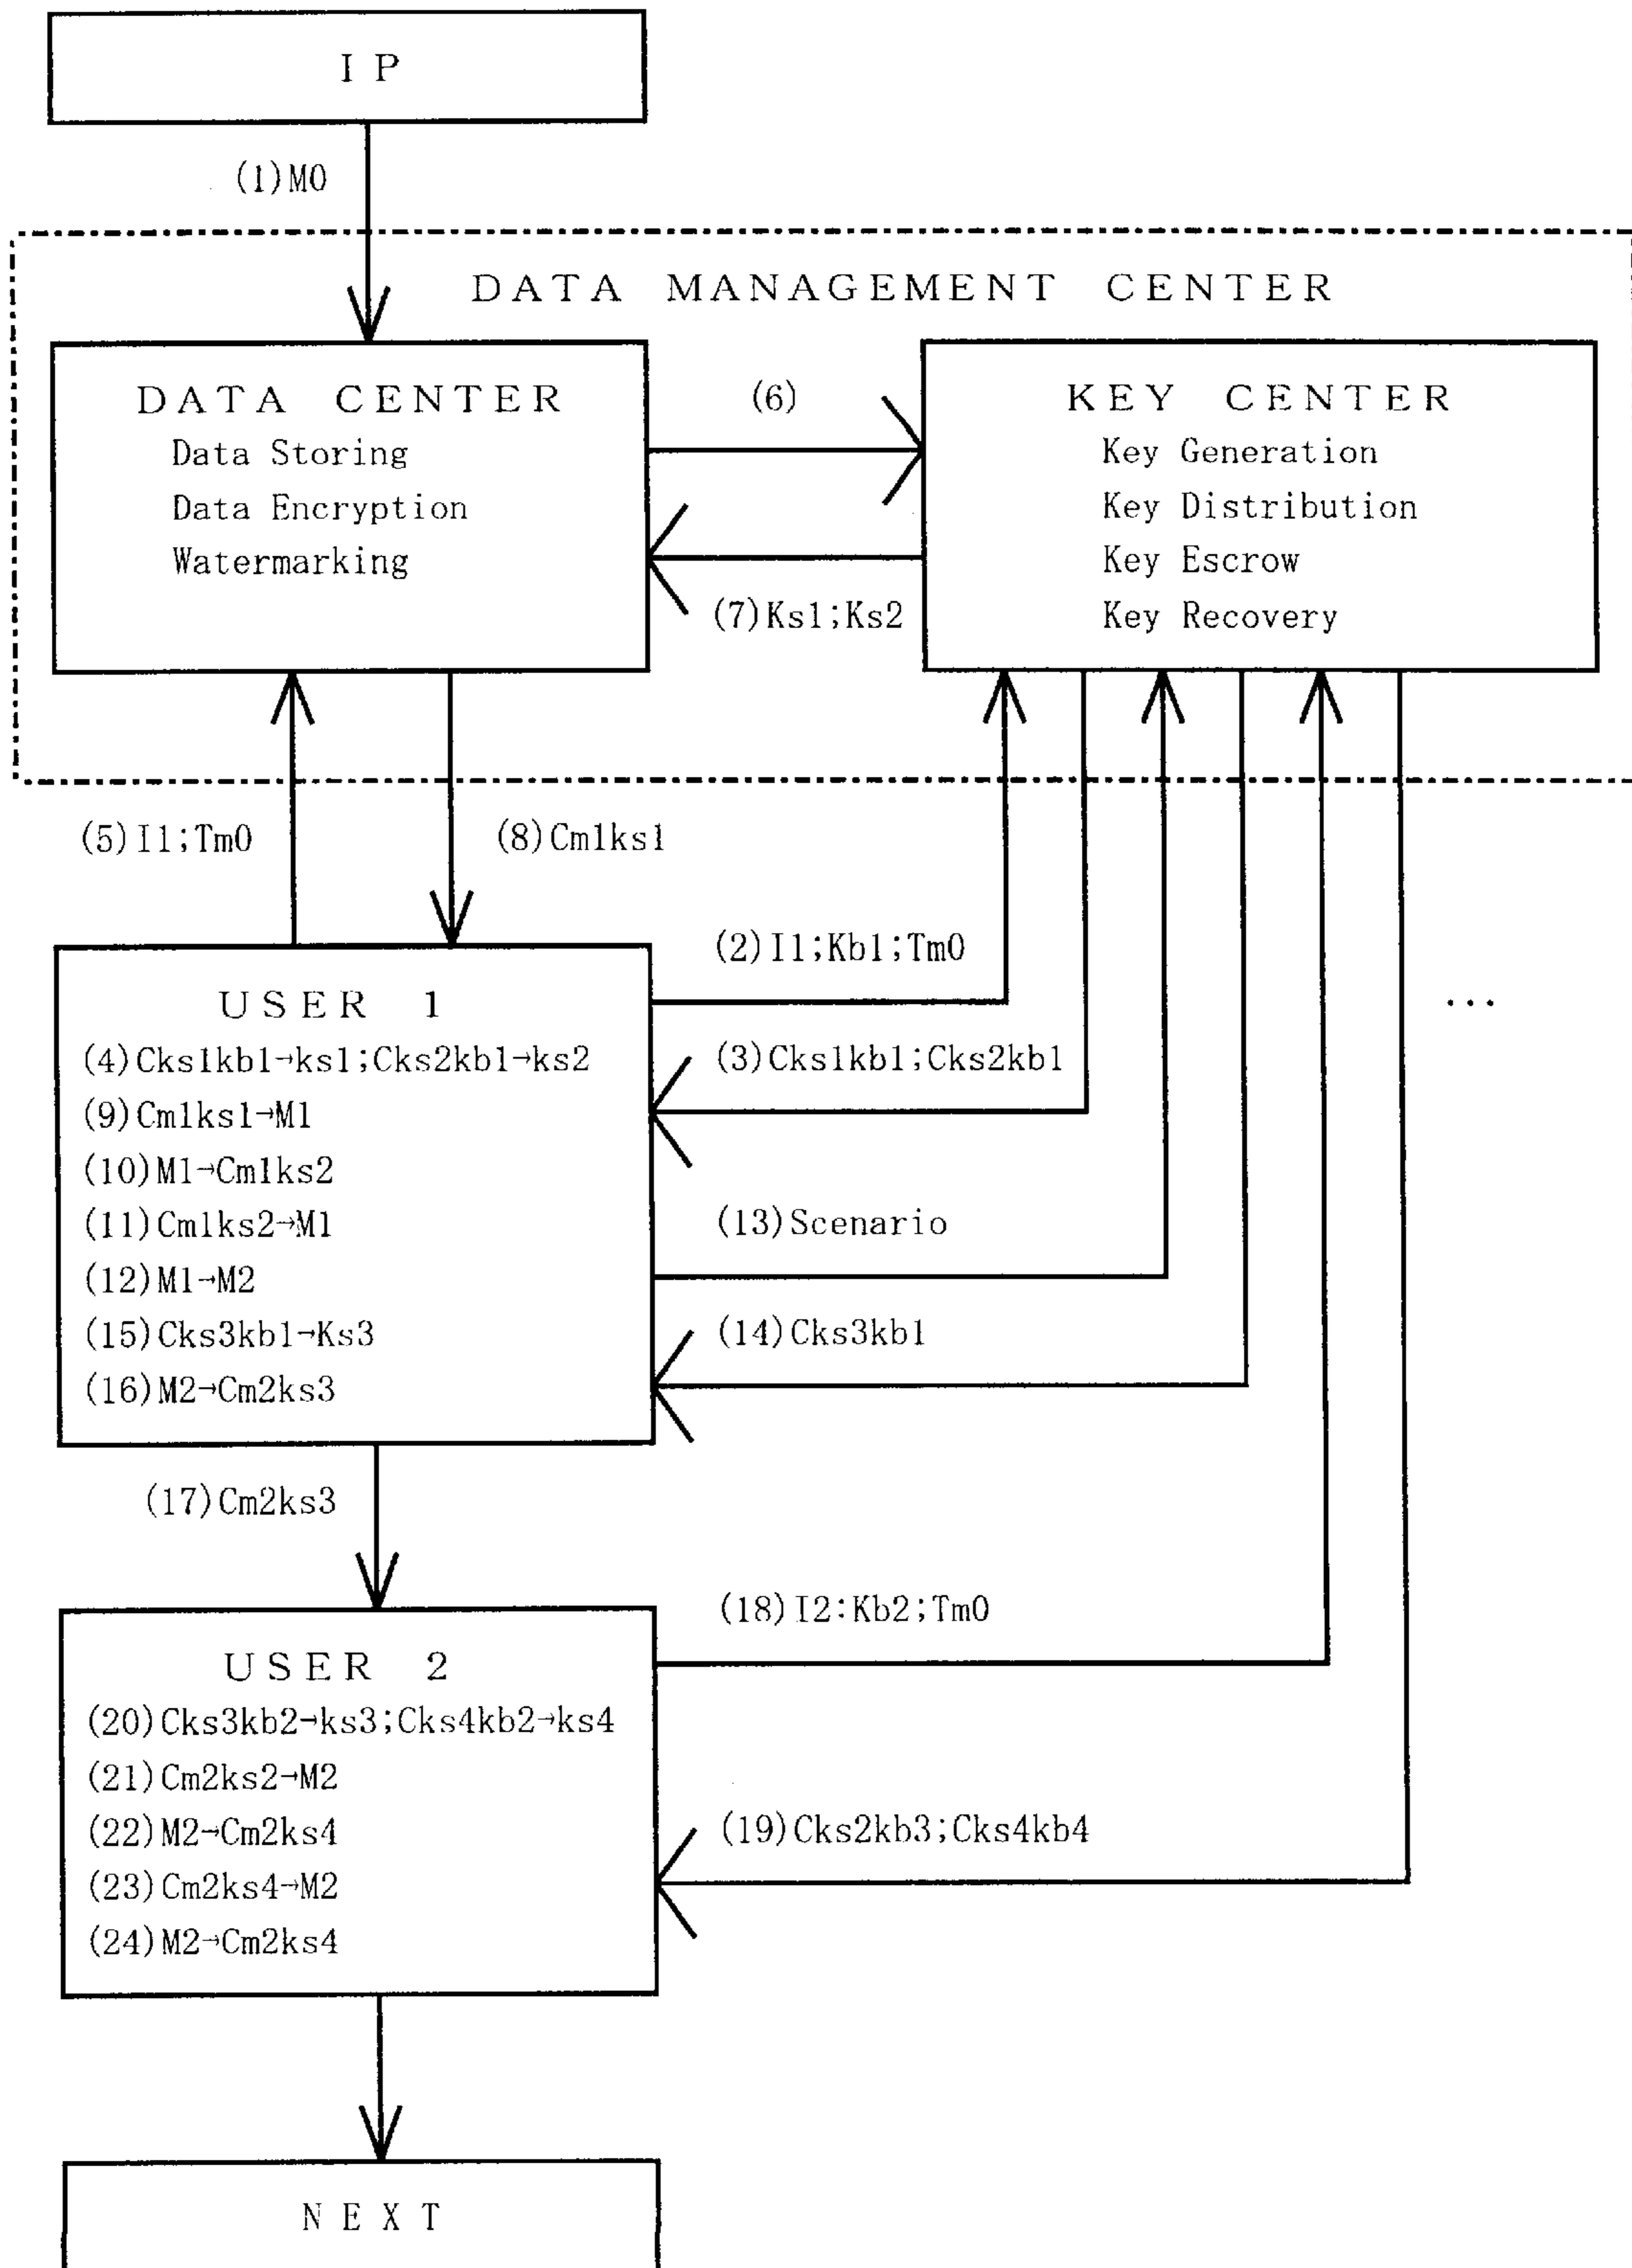 IP
(1)M0
DATA MANAGEMENT CENTER
DATA CENTER
Data Storing
Data Encryption
Watermarking
(6)
(7)Ks1;Ks2
KEY CENTER
Key Generation
Key Distribution
Key Escrow
Key Recovery
(5)I1;Tm0
(8)Cm1ks1
(2)I1;Kb1;Tm0
USER 1
(4)Cks1kb1→ks1;Cks2kb1→ks2
(9)Cm1ks1→M1
(10)M1→Cm1ks2
(11)Cm1ks2→M1
(12)M1→M2
(15)Cks3kb1→Ks3
(16)M2→Cm2ks3
(3)Cks1kb1;Cks2kb1
(13)Scenario
(14)Cks3kb1
...
(17)Cm2ks3
(18)I2:Kb2;Tm0
USER 2
(20)Cks3kb2→ks3;Cks4kb2→ks4
(21)Cm2ks2→M2
(22)M2→Cm2ks4
(23)Cm2ks4→M2
(24)M2→Cm2ks4
(19)Cks2kb3;Cks4kb4
NEXT